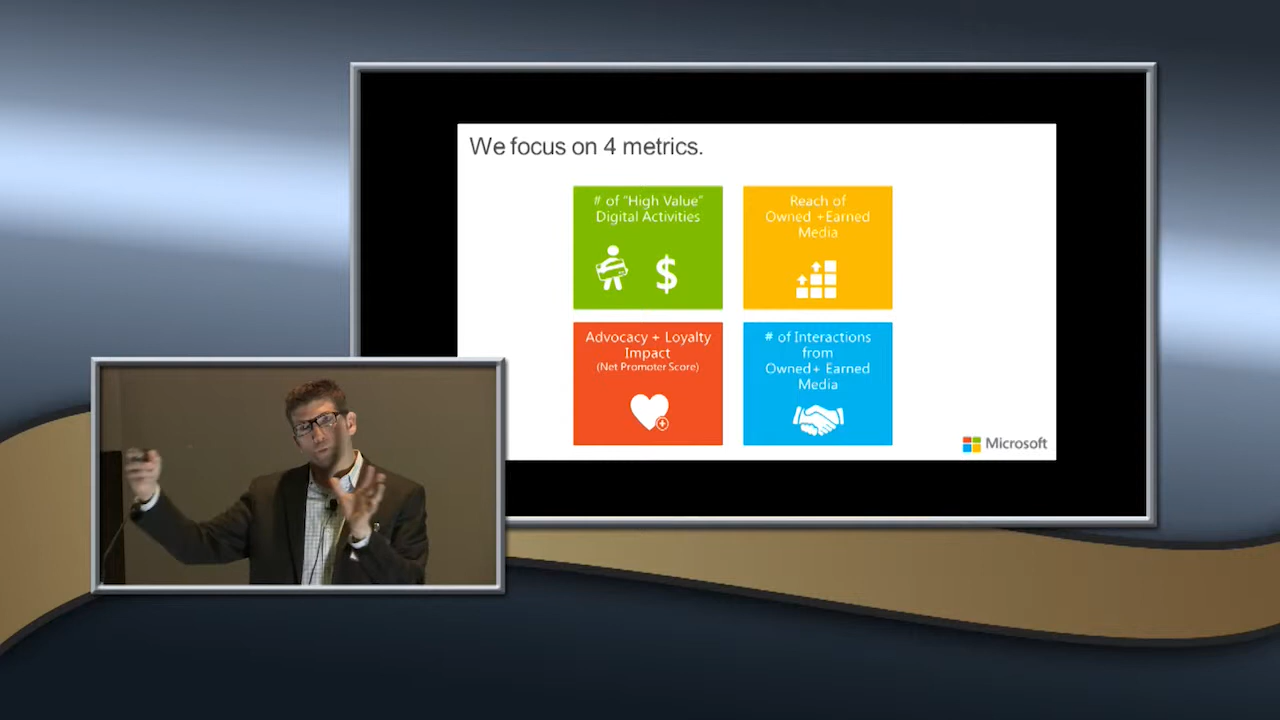 We focus on 4 metrics.
# of "High Value"
Digital Activities
$
Reach of
Owned +Earned
Media
Advocacy + Loyalty
Impact
(Net Promoter Score)
# of Interactions
from
Owned+ Earned
Media
Microsoft